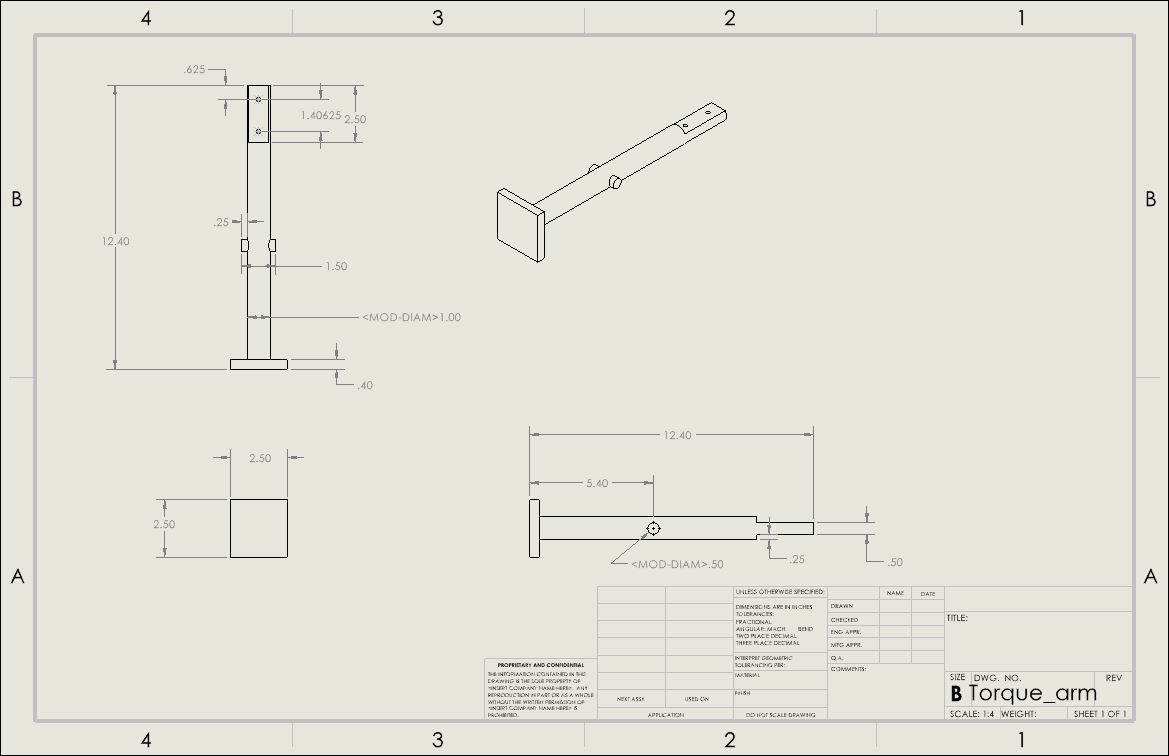 4 3 2 1
.625
1.40625 2.50
B B
.25
12.40
1.50
<MOD-DIAM>1.00
.40
12.40
2.50
5.40
2.50
<MOD-DIAM>.50
.25
.50
A A
UNLESS OTHERWISE SPECIFIED:
NAME DATE
DIMENSIONS ARE IN INCHES
TOLERANCES:
FRACTIONAL
ANGULAR: MACH BEND
TWO PLACE DECIMAL
THREE PLACE DECIMAL
DRAWN
CHECKED
ENG APPR.
MFG APPR.
TITLE:
INTERPRET GEOMETRIC
TOLERANCING PER:
Q.A.
COMMENTS:
MATERIAL
FINISH
PROPRIETARY AND CONFIDENTIAL
THE INFORMATION CONTAINED IN THIS
DRAWING IS THE SOLE PROPERTY OF
<INSERT COMPANY NAME HERE>. ANY
REPRODUCTION IN PART OR AS A WHOLE
WITHOUT THE WRITTEN PERMISSION OF
<INSERT COMPANY NAME HERE> IS
PROHIBITED.
NEXT ASSY USED ON
APPLICATION
DO NOT SCALE DRAWING
SIZE DWG. NO. REV
B Torque_arm
SCALE: 1:4 WEIGHT: SHEET 1 OF 1
4 3 2 1